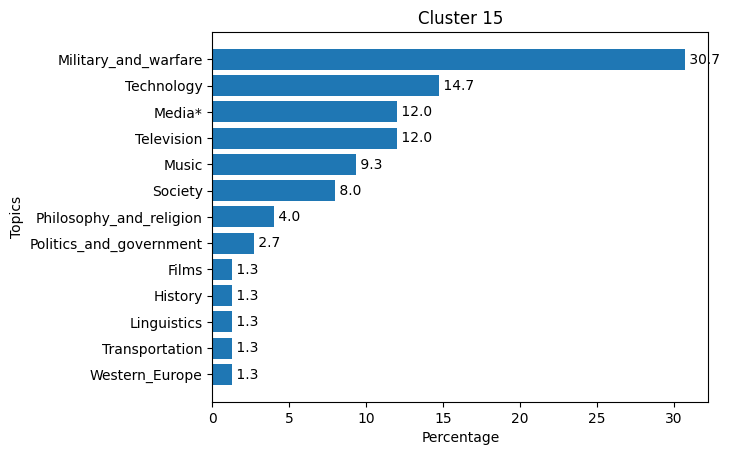 Cluster 15
Topics
Military_and_warfare 30.7
Technology 14.7
Media* 12.0
Television 12.0
Music 9.3
Society 8.0
Philosophy_and_religion 4.0
Politics_and_government 2.7
Films 1.3
History 1.3
Linguistics 1.3
Transportation 1.3
Western_Europe 1.3
0 5 10 15 20 25 30
Percentage